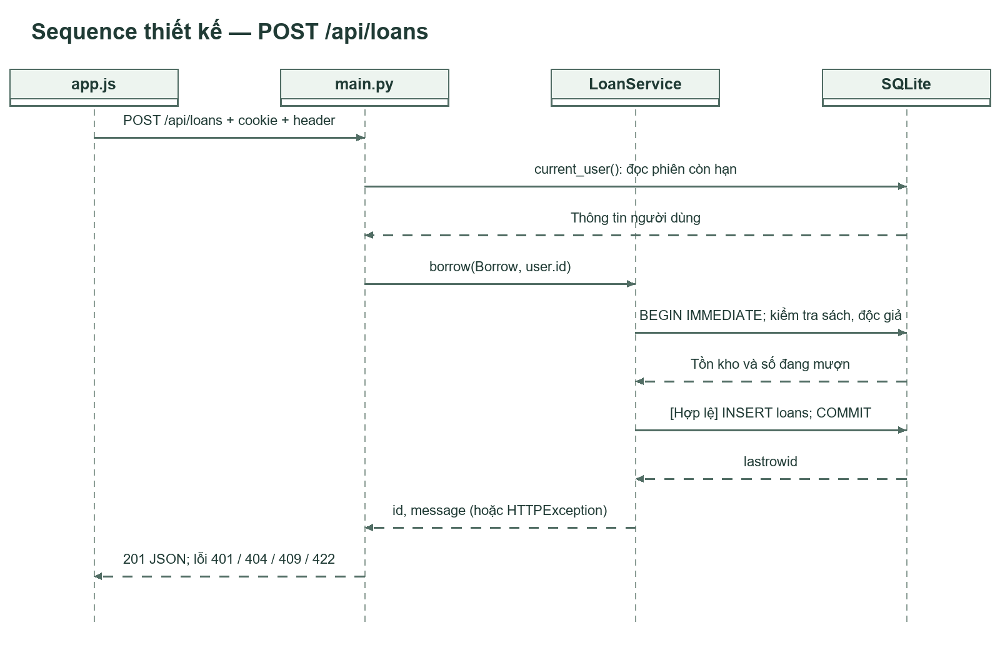 Sequence thiết kế — POST /api/loans
app.js
main.py
LoanService
SQLite
POST /api/loans + cookie + header
current_user(): đọc phiên còn hạn
Thông tin người dùng
borrow(Borrow, user.id)
BEGIN IMMEDIATE; kiểm tra sách, độc giả
Tồn kho và số đang mượn
[Hợp lệ] INSERT loans; COMMIT
lastrowid
id, message (hoặc HTTPException)
201 JSON; lỗi 401 / 404 / 409 / 422